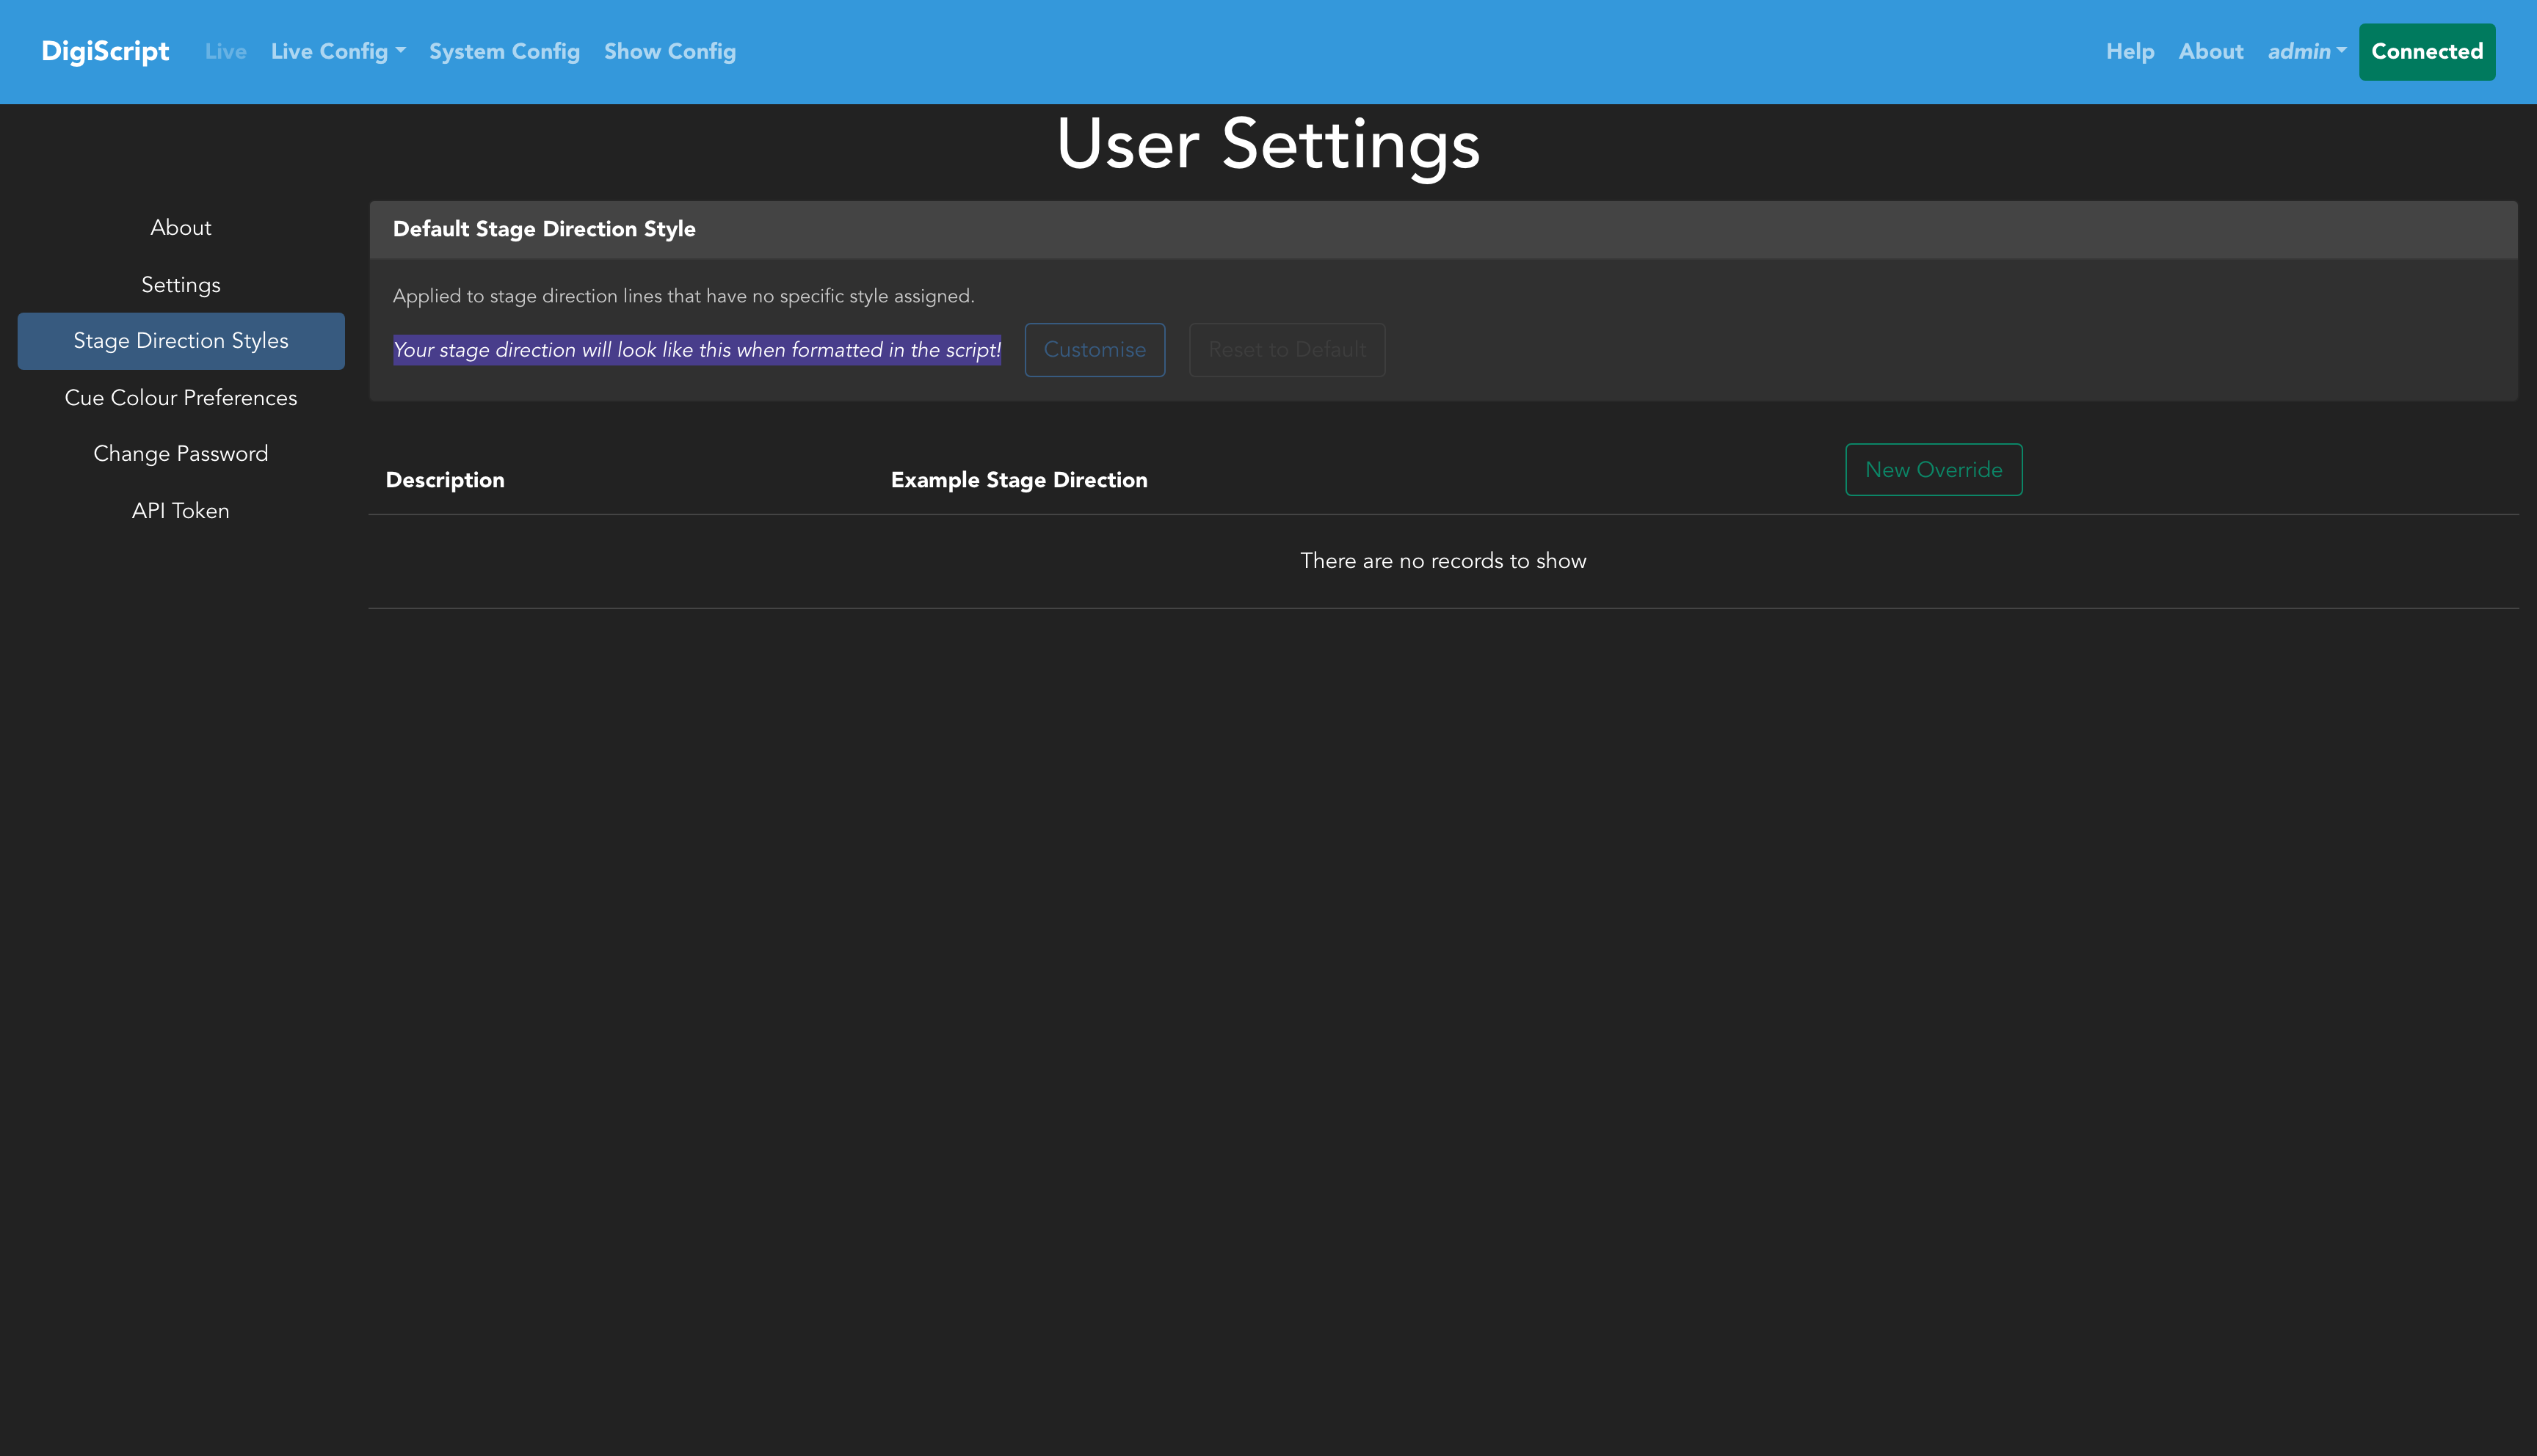 DigiScript Live Live Config System Config Show Config Help About admin Connected
User Settings
About
Settings
Stage Direction Styles
Cue Colour Preferences
Change Password
API Token
Default Stage Direction Style
Applied to stage direction lines that have no specific style assigned.
Your stage direction will look like this when formatted in the script! Customise Reset to Default
Description Example Stage Direction New Override
There are no records to show